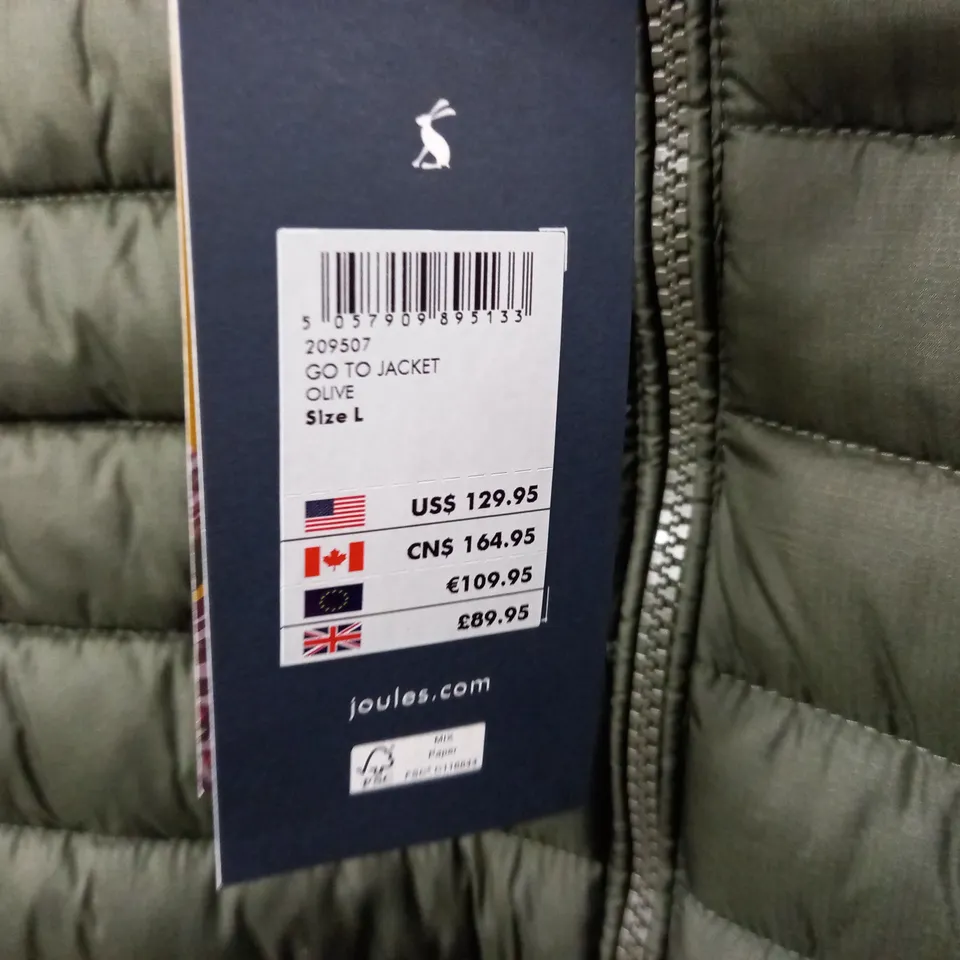 5 057909 895133
209507
GO TO JACKET
OLIVE
Size L
US$ 129.95
CN$ 164.95
€109.95
£89.95
joules.com
MIX
Paper
FSC